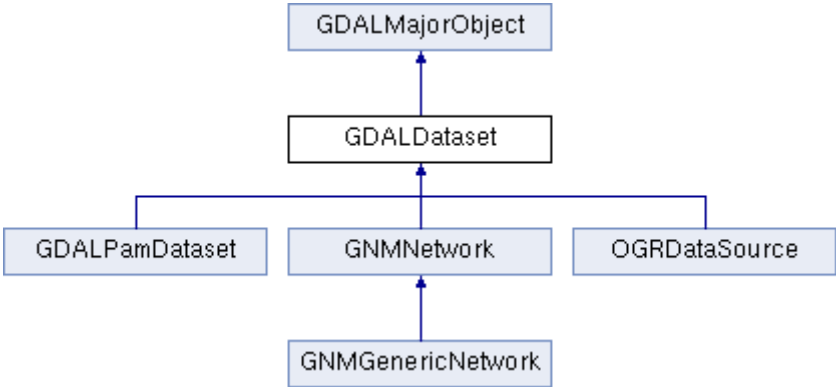 GDALMajorObject
GDALDataset
GDALPamDataset
GNMNetwork
OGRDataSource
GNMGenericNetwork